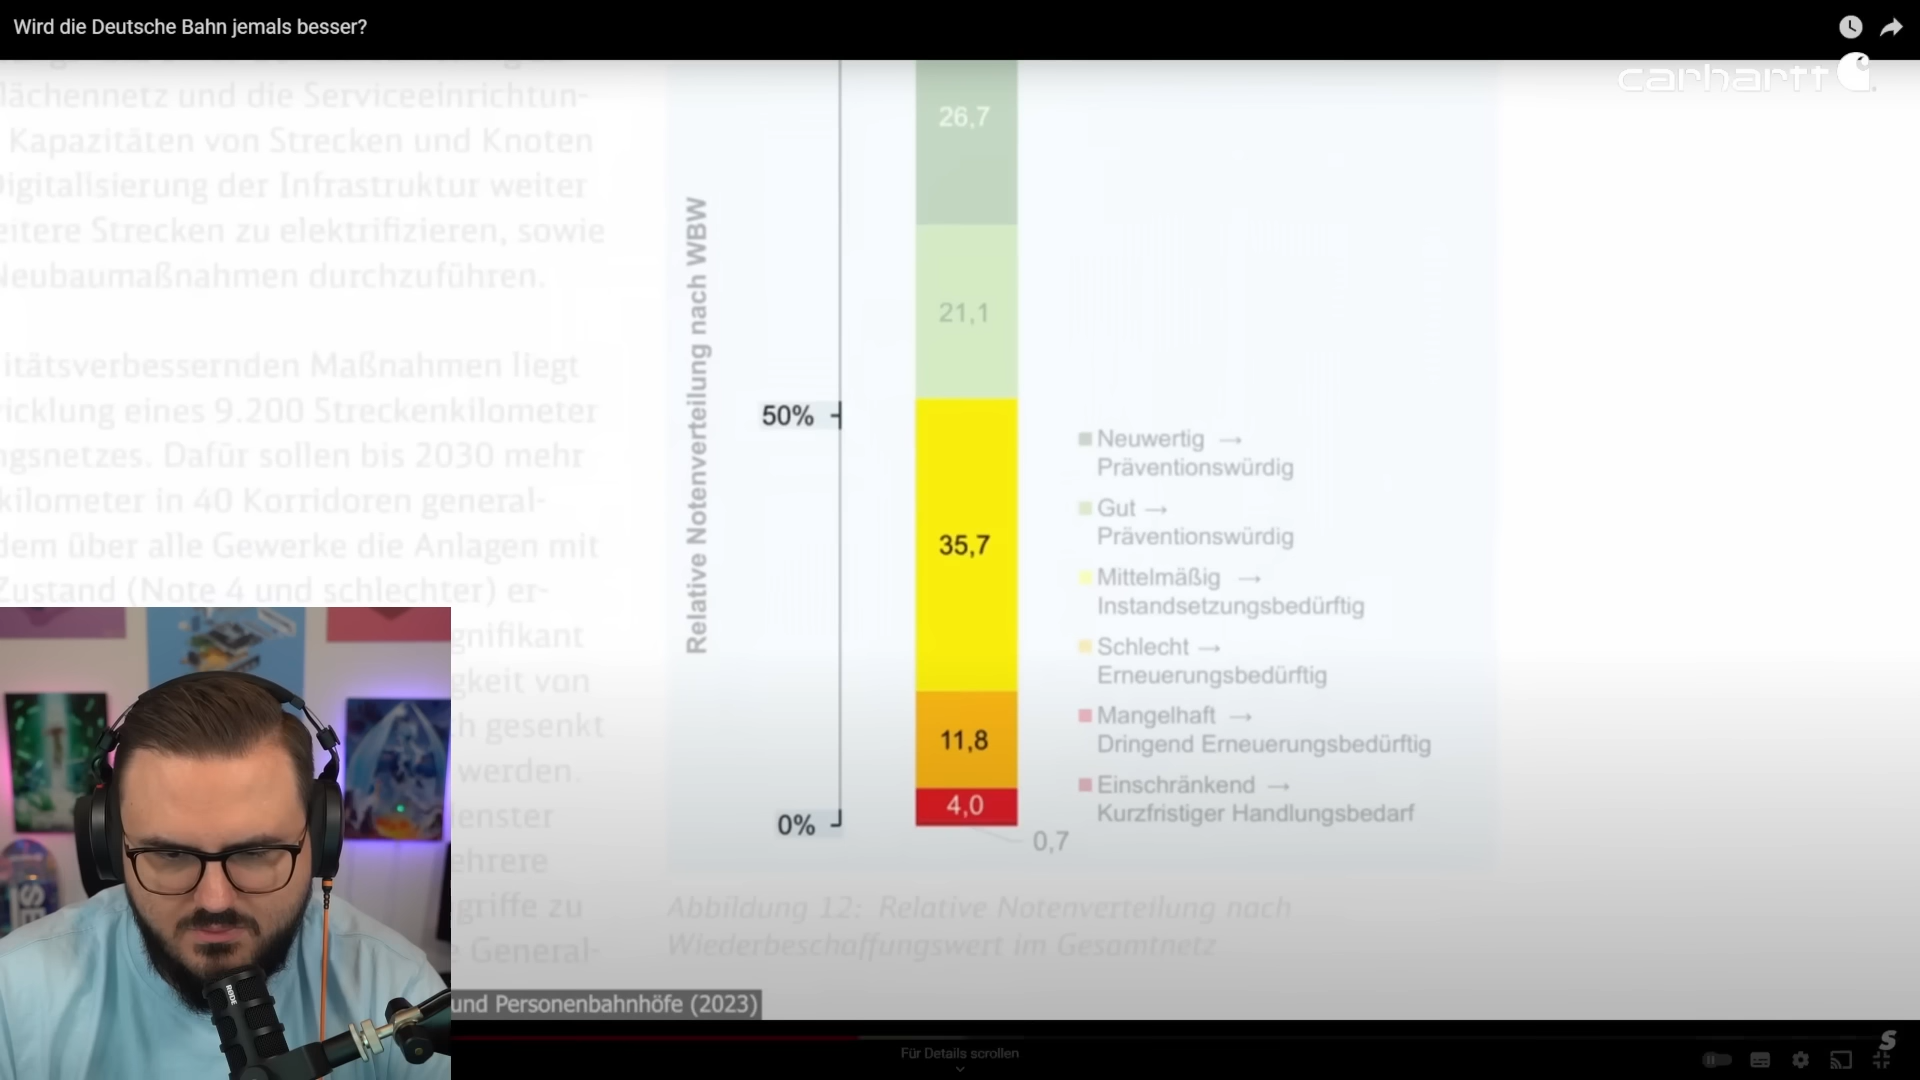 Wird die Deutsche Bahn jemals besser?
carhartt
lächennetz und die Serviceeinrichtun-
Kapazitäten von Strecken und Knoten
Digitalisierung der Infrastruktur weiter
eitere Strecken zu elektrifizieren, sowie
Neubaumaßnahmen durchzuführen.
itätsverbessernden Maßnahmen liegt
icklung eines 9.200 Streckenkilometer
ngsnetzes. Dafür sollen bis 2030 mehr
kilometer in 40 Korridoren general-
dem über alle Gewerke die Anlagen mit
Zustand (Note 4 und schlechter) er-
gnifikant
gkeit von
h gesenkt
werden.
ienster
ehrere
griffe zu
e General-
Relative Notenverteilung nach WBW
50%
0%
26,7
21,1
35,7
11,8
4,0
0,7
Neuwertig →
Präventionswürdig
Gut →
Präventionswürdig
Mittelmäßig →
Instandsetzungsbedürftig
Schlecht →
Erneuerungsbedürftig
Mangelhaft →
Dringend Erneuerungsbedürftig
Einschränkend →
Kurzfristiger Handlungsbedarf
Abbildung 12: Relative Notenverteilung nach
Wiederbeschaffungswert im Gesamtnetz
und Personenbahnhöfe (2023)
RØDE
Für Details scrollen